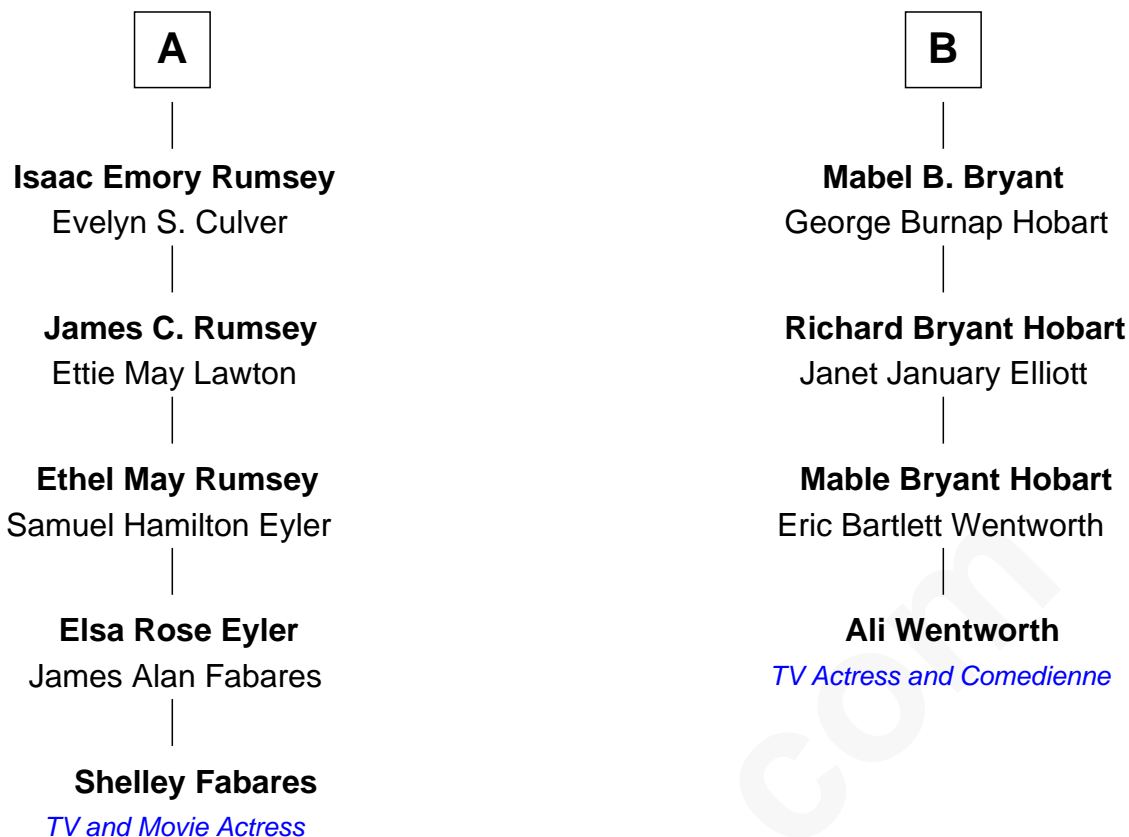 A
Isaac Emory Rumsey
Evelyn S. Culver
James C. Rumsey
Ettie May Lawton
Ethel May Rumsey
Samuel Hamilton Eyler
Elsa Rose Eyler
James Alan Fabares
Shelley Fabares
TV and Movie Actress
B
Mabel B. Bryant
George Burnap Hobart
Richard Bryant Hobart
Janet January Elliott
Mable Bryant Hobart
Eric Bartlett Wentworth
Ali Wentworth
TV Actress and Comedienne
com